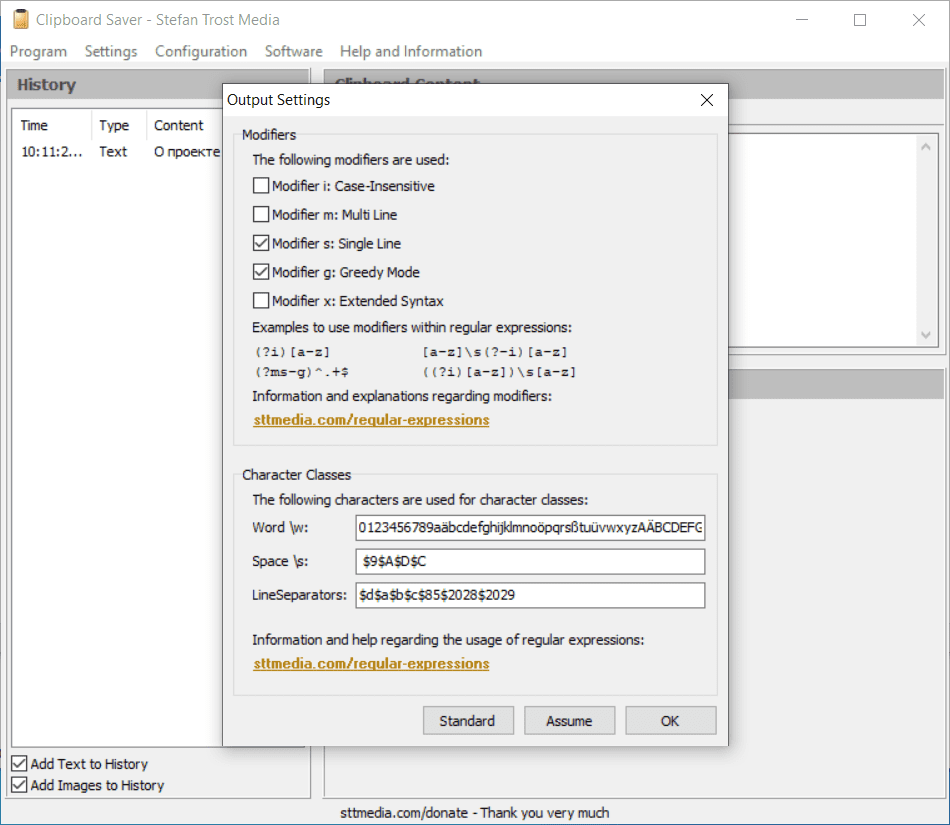 Clipboard Saver - Stefan Trost Media
Program Settings Configuration Software Help and Information
History
Clipboard Content
Time Type Content
10:11:2... Text О проекте
Output Settings
Modifiers
The following modifiers are used:
Modifier i: Case-Insensitive
Modifier m: Multi Line
Modifier s: Single Line
Modifier g: Greedy Mode
Modifier x: Extended Syntax
Examples to use modifiers within regular expressions:
(?i)[a-z] [a-z]\s(?-i)[a-z]
(?ms-g)^.+$ ((?i)[a-z])\s[a-z]
Information and explanations regarding modifiers:
sttmedia.com/regular-expressions
Character Classes
The following characters are used for character classes:
Word \w: 0123456789aäbcdefghijklmnoöpqrsßtuüvwxyzAÄBCDEFG
Space \s: $9$A$D$C
LineSeparators: $d$a$b$c$85$2028$2029
Information and help regarding the usage of regular expressions:
sttmedia.com/regular-expressions
Standard Assume OK
Add Text to History
Add Images to History
sttmedia.com/donate - Thank you very much